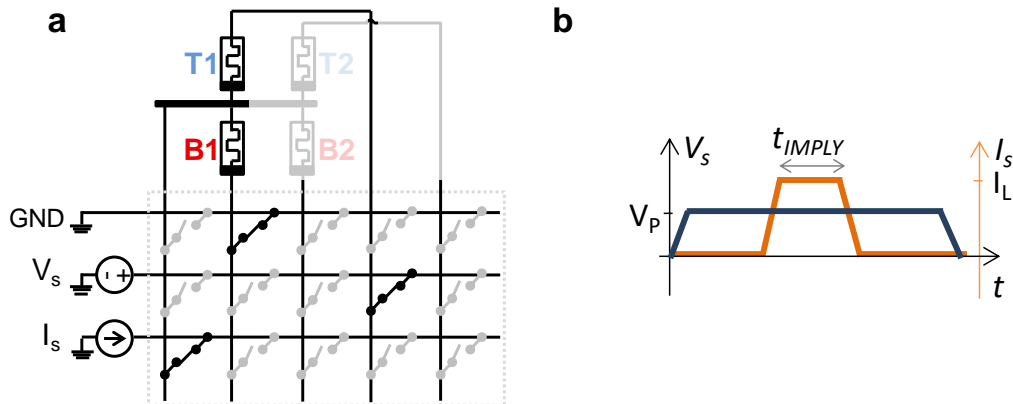 a
T1
T2
B1
B2
GND
Vs
- +
Is
b
Vs
tIMPLY
Is
IL
VP
t